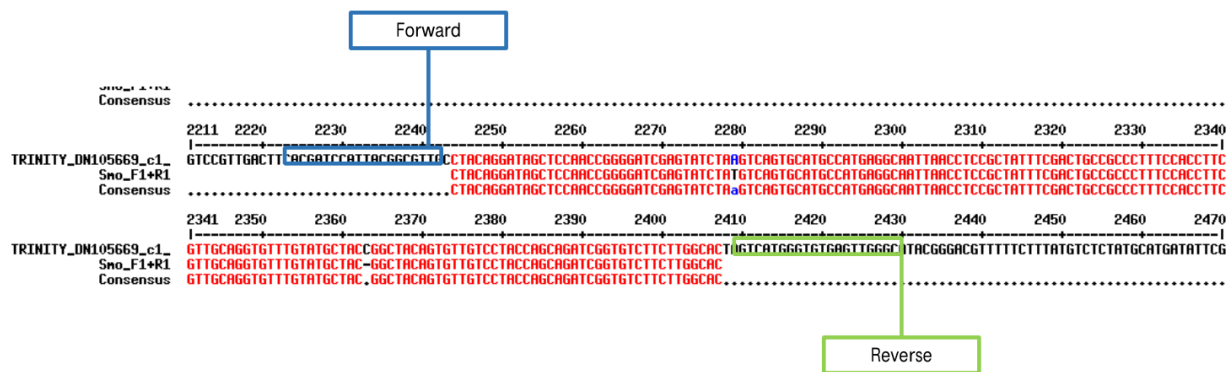 Forward
Smo_F1+R1
Consensus ..................................................................................................................................
2211 2220 2230 2240 2250 2260 2270 2280 2290 2300 2310 2320 2330 2340
|--------+---------+---------+---------+---------+---------+---------+---------+---------+---------+---------+---------+---------|
TRINITY_DN105669_c1_ GTCCGTTGACTTCACGATCCATTACGGCGTTGCCTACAGGATAGCTCCAACCGGGGATCGAGTATCTAAGTCAGTGCATGCCATGAGGCAATTAACCTCCGCTATTTCGACTGCCGCCCTTTCCACCTTC
Smo_F1+R1 CTACAGGATAGCTCCAACCGGGGATCGAGTATCTATGTCAGTGCATGCCATGAGGCAATTAACCTCCGCTATTTCGACTGCCGCCCTTTCCACCTTC
Consensus .................................CTACAGGATAGCTCCAACCGGGGATCGAGTATCTAaGTCAGTGCATGCCATGAGGCAATTAACCTCCGCTATTTCGACTGCCGCCCTTTCCACCTTC
2341 2350 2360 2370 2380 2390 2400 2410 2420 2430 2440 2450 2460 2470
|--------+---------+---------+---------+---------+---------+---------+---------+---------+---------+---------+---------+---------|
TRINITY_DN105669_c1_ GTTGCAGGTGTTTGTATGCTACCGGCTACAGTGTTGTCCTACCAGCAGATCGGTGTCTTCTTGGCACTAGTCATGGGTGTGAGTTGGGCATACGGGACGTTTTTCTTTATGTCTCTATGCATGATATTCG
Smo_F1+R1 GTTGCAGGTGTTTGTATGCTAC-GGCTACAGTGTTGTCCTACCAGCAGATCGGTGTCTTCTTGGCAC
Consensus GTTGCAGGTGTTTGTATGCTAC.GGCTACAGTGTTGTCCTACCAGCAGATCGGTGTCTTCTTGGCAC...............................................................
Reverse